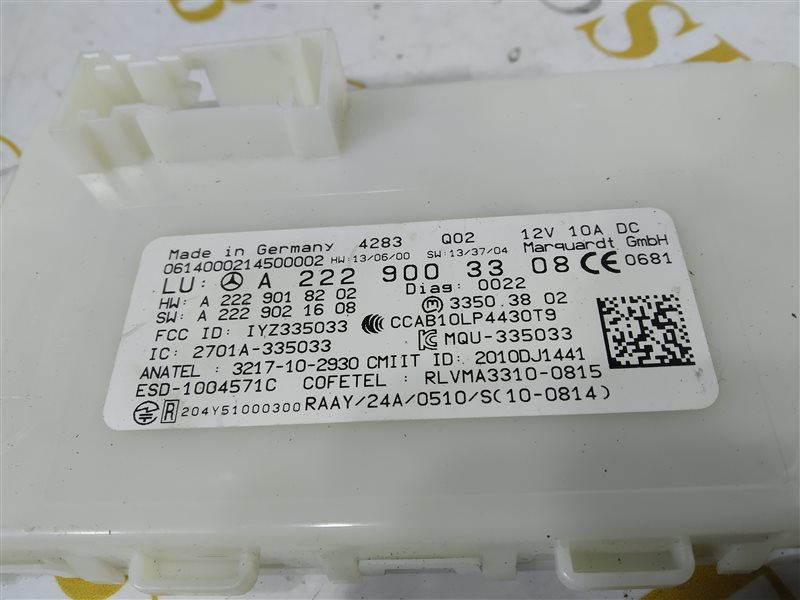 Made in Germany 4283 Q02 12V 10A DC
0614000214500002 HW:13/06/00 SW:13/37/04 Marquardt GmbH
LU: A 222 900 33 08 CE 0681
HW: A 222 901 82 02 Diag: 0022
SW: A 222 902 16 08 3350.38 02
FCC ID: IYZ335033 CCAB10LP4430T9
IC: 2701A-335033 MQU-335033
ANATEL : 3217-10-2930 CMIIT ID: 2010DJ1441
ESD-1004571C COFETEL : RLVMA3310-0815
R 204Y51000300 RAAY/24A/0510/S(10-0814)